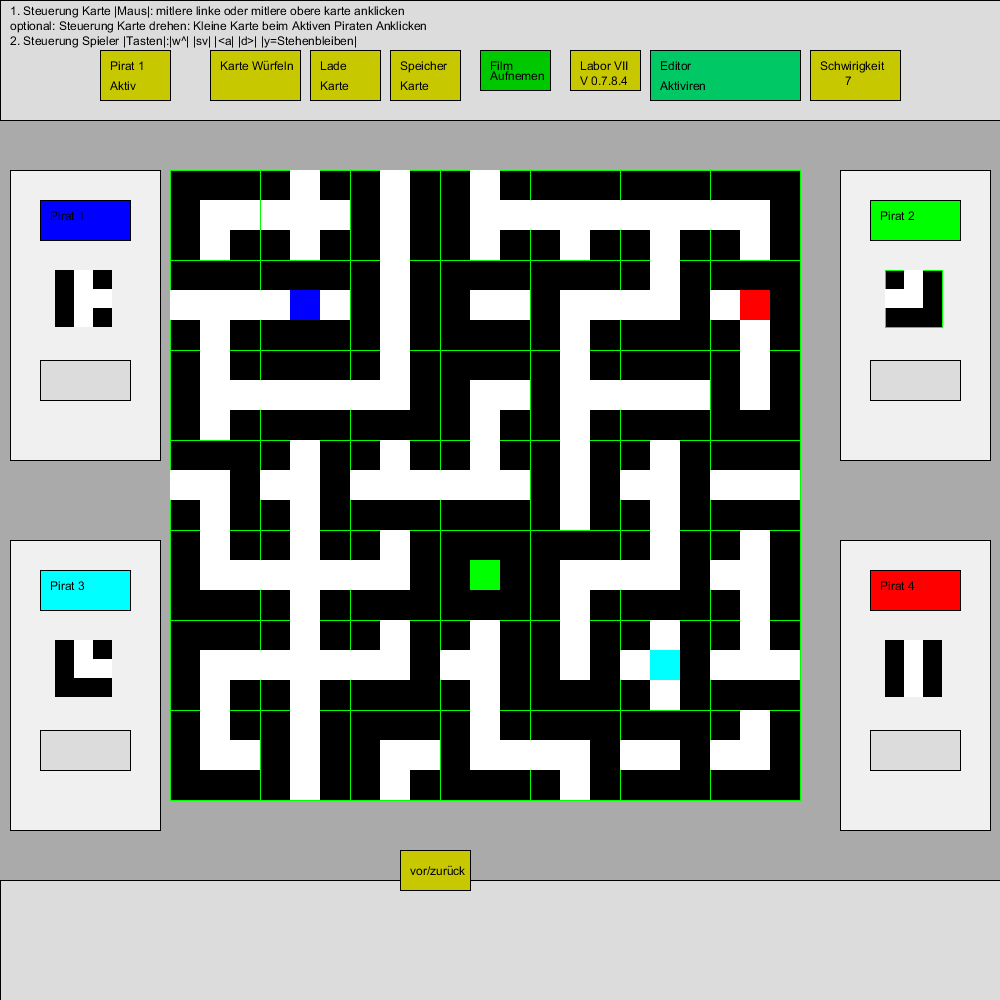 1. Steuerung Karte |Maus|: mitlere linke oder mitlere obere karte anklicken
optional: Steuerung Karte drehen: Kleine Karte beim Aktiven Piraten Anklicken
2. Steuerung Spieler |Tasten|:|w^| |sv| |<a| |d>| |y=Stehenbleiben|
Pirat 1
Aktiv
Karte Würfeln
Lade
Karte
Speicher
Karte
Film
Aufnemen
Labor VII
V 0.7.8.4
Editor
Aktiviren
Schwirigkeit
7
Pirat 1
Pirat 2
Pirat 3
Pirat 4
vor/zurück